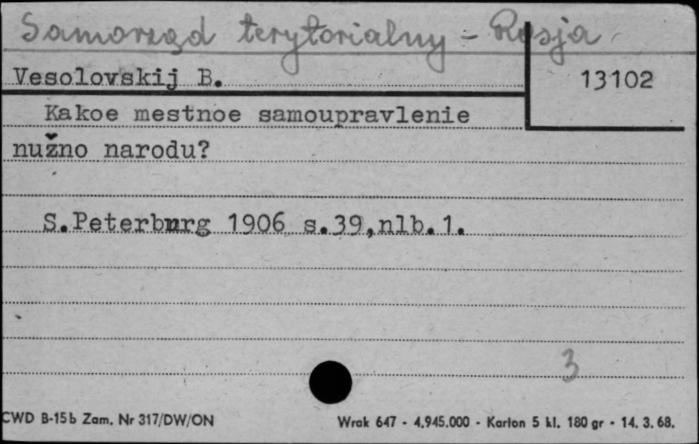 Samorząd terytorialny - Rosja
Vesolovskij B.
13102
Kakoe mestnoe samoupravlenie
nužno narodu?
S.Peterburg 1906 s.39,nlb.1.
3
CWD B-15b Zam. Nr 317/DW/ON
Wrak 647 - 4.945.000 - Karton 5 kl. 180 gr - 14. 3. 68.